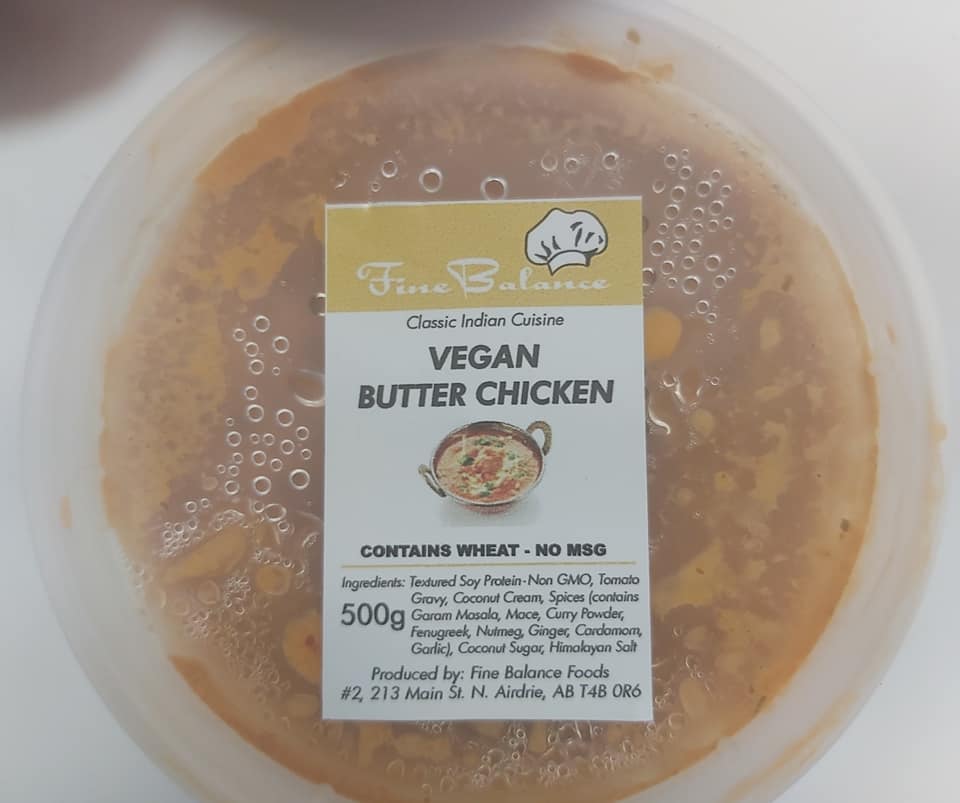 Fine Balance
Classic Indian Cuisine
VEGAN
BUTTER CHICKEN
CONTAINS WHEAT - NO MSG
Ingredients: Textured Soy Protein-Non GMO, Tomato
Gravy, Coconut Cream, Spices (contains
500g Garam Masala, Mace, Curry Powder,
Fenugreek, Nutmeg, Ginger, Cardamom,
Garlic), Coconut Sugar, Himalayan Salt
Produced by: Fine Balance Foods
#2, 213 Main St. N. Airdrie, AB T4B 0R6